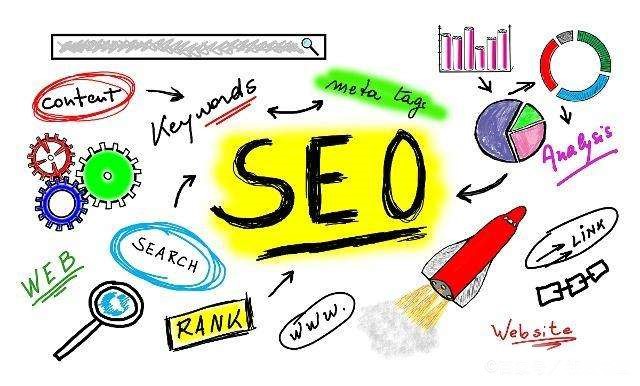 content
Keywords
meta tags
SEO
Analysis
SEARCH
LINK
WEB
RANK
WWW.
Website